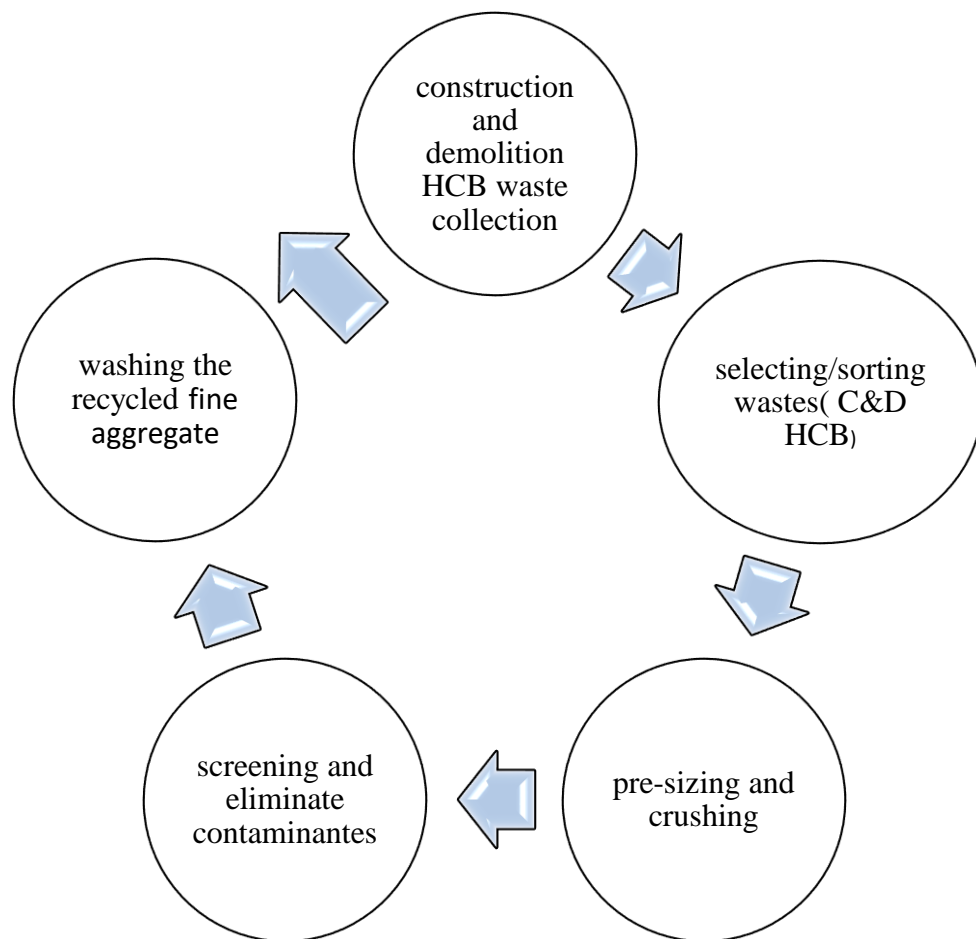 construction
and
demolition
HCB waste
collection
selecting/sorting
wastes( C&D
HCB)
pre-sizing and
crushing
screening and
eliminate
contaminantes
washing the
recycled fine
aggregate